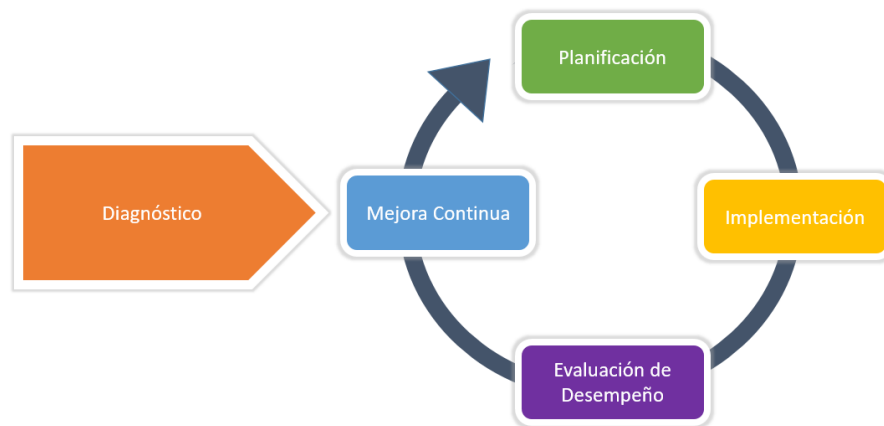 Planificación
Diagnóstico
Mejora Continua
Implementación
Evaluación de
Desempeño